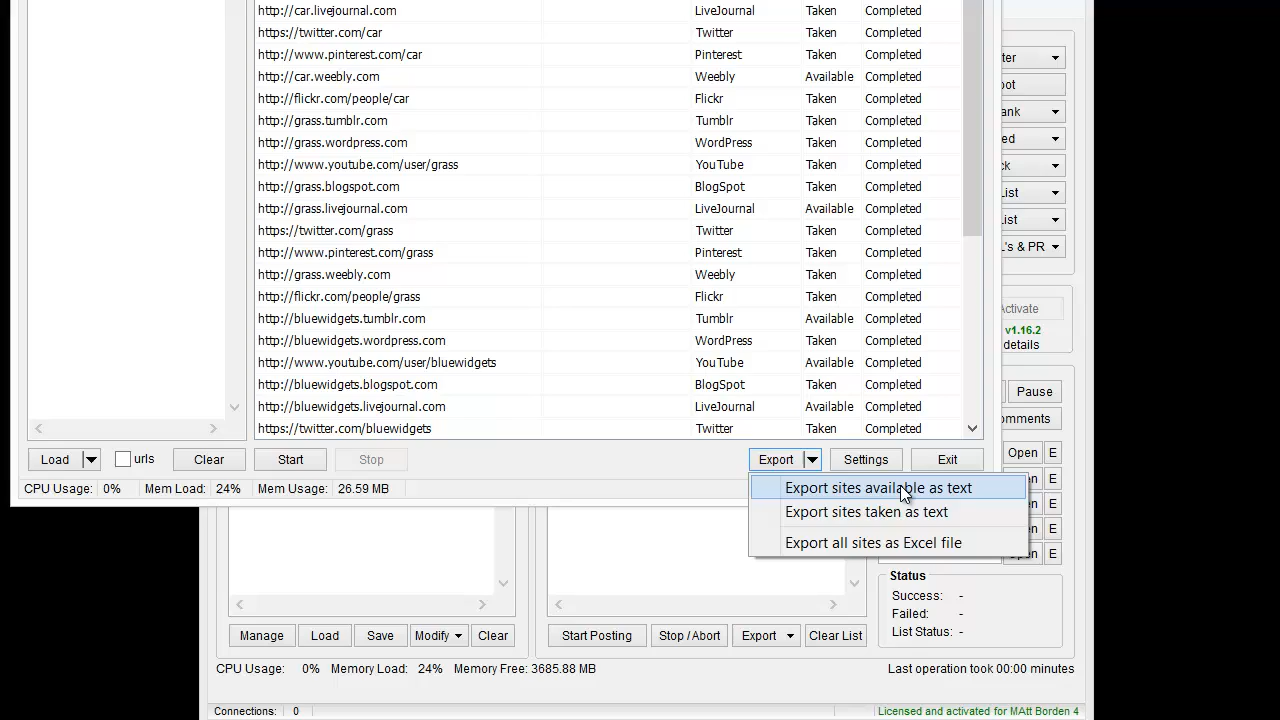 http://car.livejournal.com LiveJournal Taken Completed
https://twitter.com/car Twitter Taken Completed
http://www.pinterest.com/car Pinterest Taken Completed
http://car.weebly.com Weebly Available Completed
http://flickr.com/people/car Flickr Taken Completed
http://grass.tumblr.com Tumblr Taken Completed
http://grass.wordpress.com WordPress Taken Completed
http://www.youtube.com/user/grass YouTube Taken Completed
http://grass.blogspot.com BlogSpot Taken Completed
http://grass.livejournal.com LiveJournal Available Completed
https://twitter.com/grass Twitter Taken Completed
http://www.pinterest.com/grass Pinterest Taken Completed
http://grass.weebly.com Weebly Taken Completed
http://flickr.com/people/grass Flickr Taken Completed
http://bluewidgets.tumblr.com Tumblr Available Completed
http://bluewidgets.wordpress.com WordPress Taken Completed
http://www.youtube.com/user/bluewidgets YouTube Available Completed
http://bluewidgets.blogspot.com BlogSpot Taken Completed
http://bluewidgets.livejournal.com LiveJournal Available Completed
https://twitter.com/bluewidgets Twitter Taken Completed
Load urls Clear Start Stop Export Settings Exit
CPU Usage: 0% Mem Load: 24% Mem Usage: 26.59 MB
Export sites available as text
Export sites taken as text
Export all sites as Excel file
ter
oot
ank
ed
ck
List
List
L's & PR
Activate
v1.16.2
details
Pause
omments
Open E
E
E
E
E
Status
Success: -
Failed: -
List Status: -
Manage Load Save Modify Clear Start Posting Stop / Abort Export Clear List
CPU Usage: 0% Memory Load: 24% Memory Free: 3685.88 MB Last operation took 00:00 minutes
Connections: 0 Licensed and activated for MAtt Borden 4